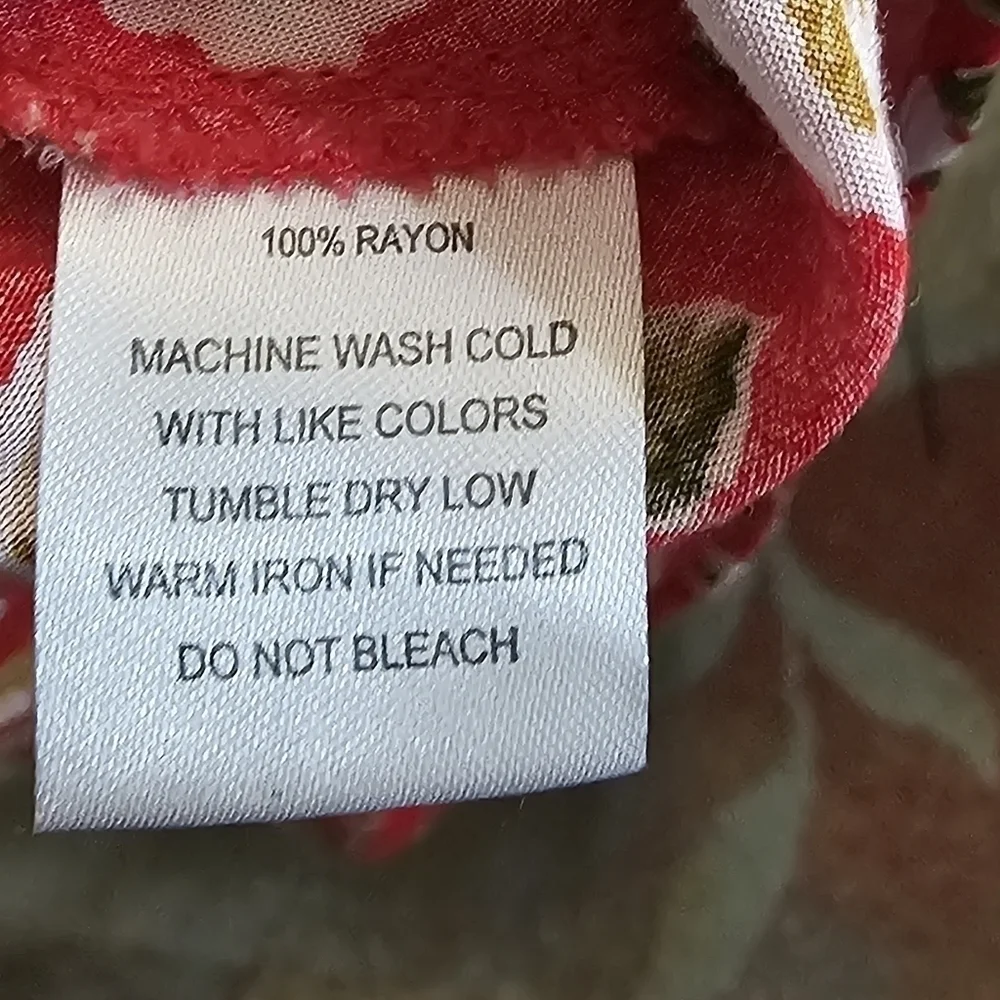 100% RAYON
MACHINE WASH COLD
WITH LIKE COLORS
TUMBLE DRY LOW
WARM IRON IF NEEDED
DO NOT BLEACH